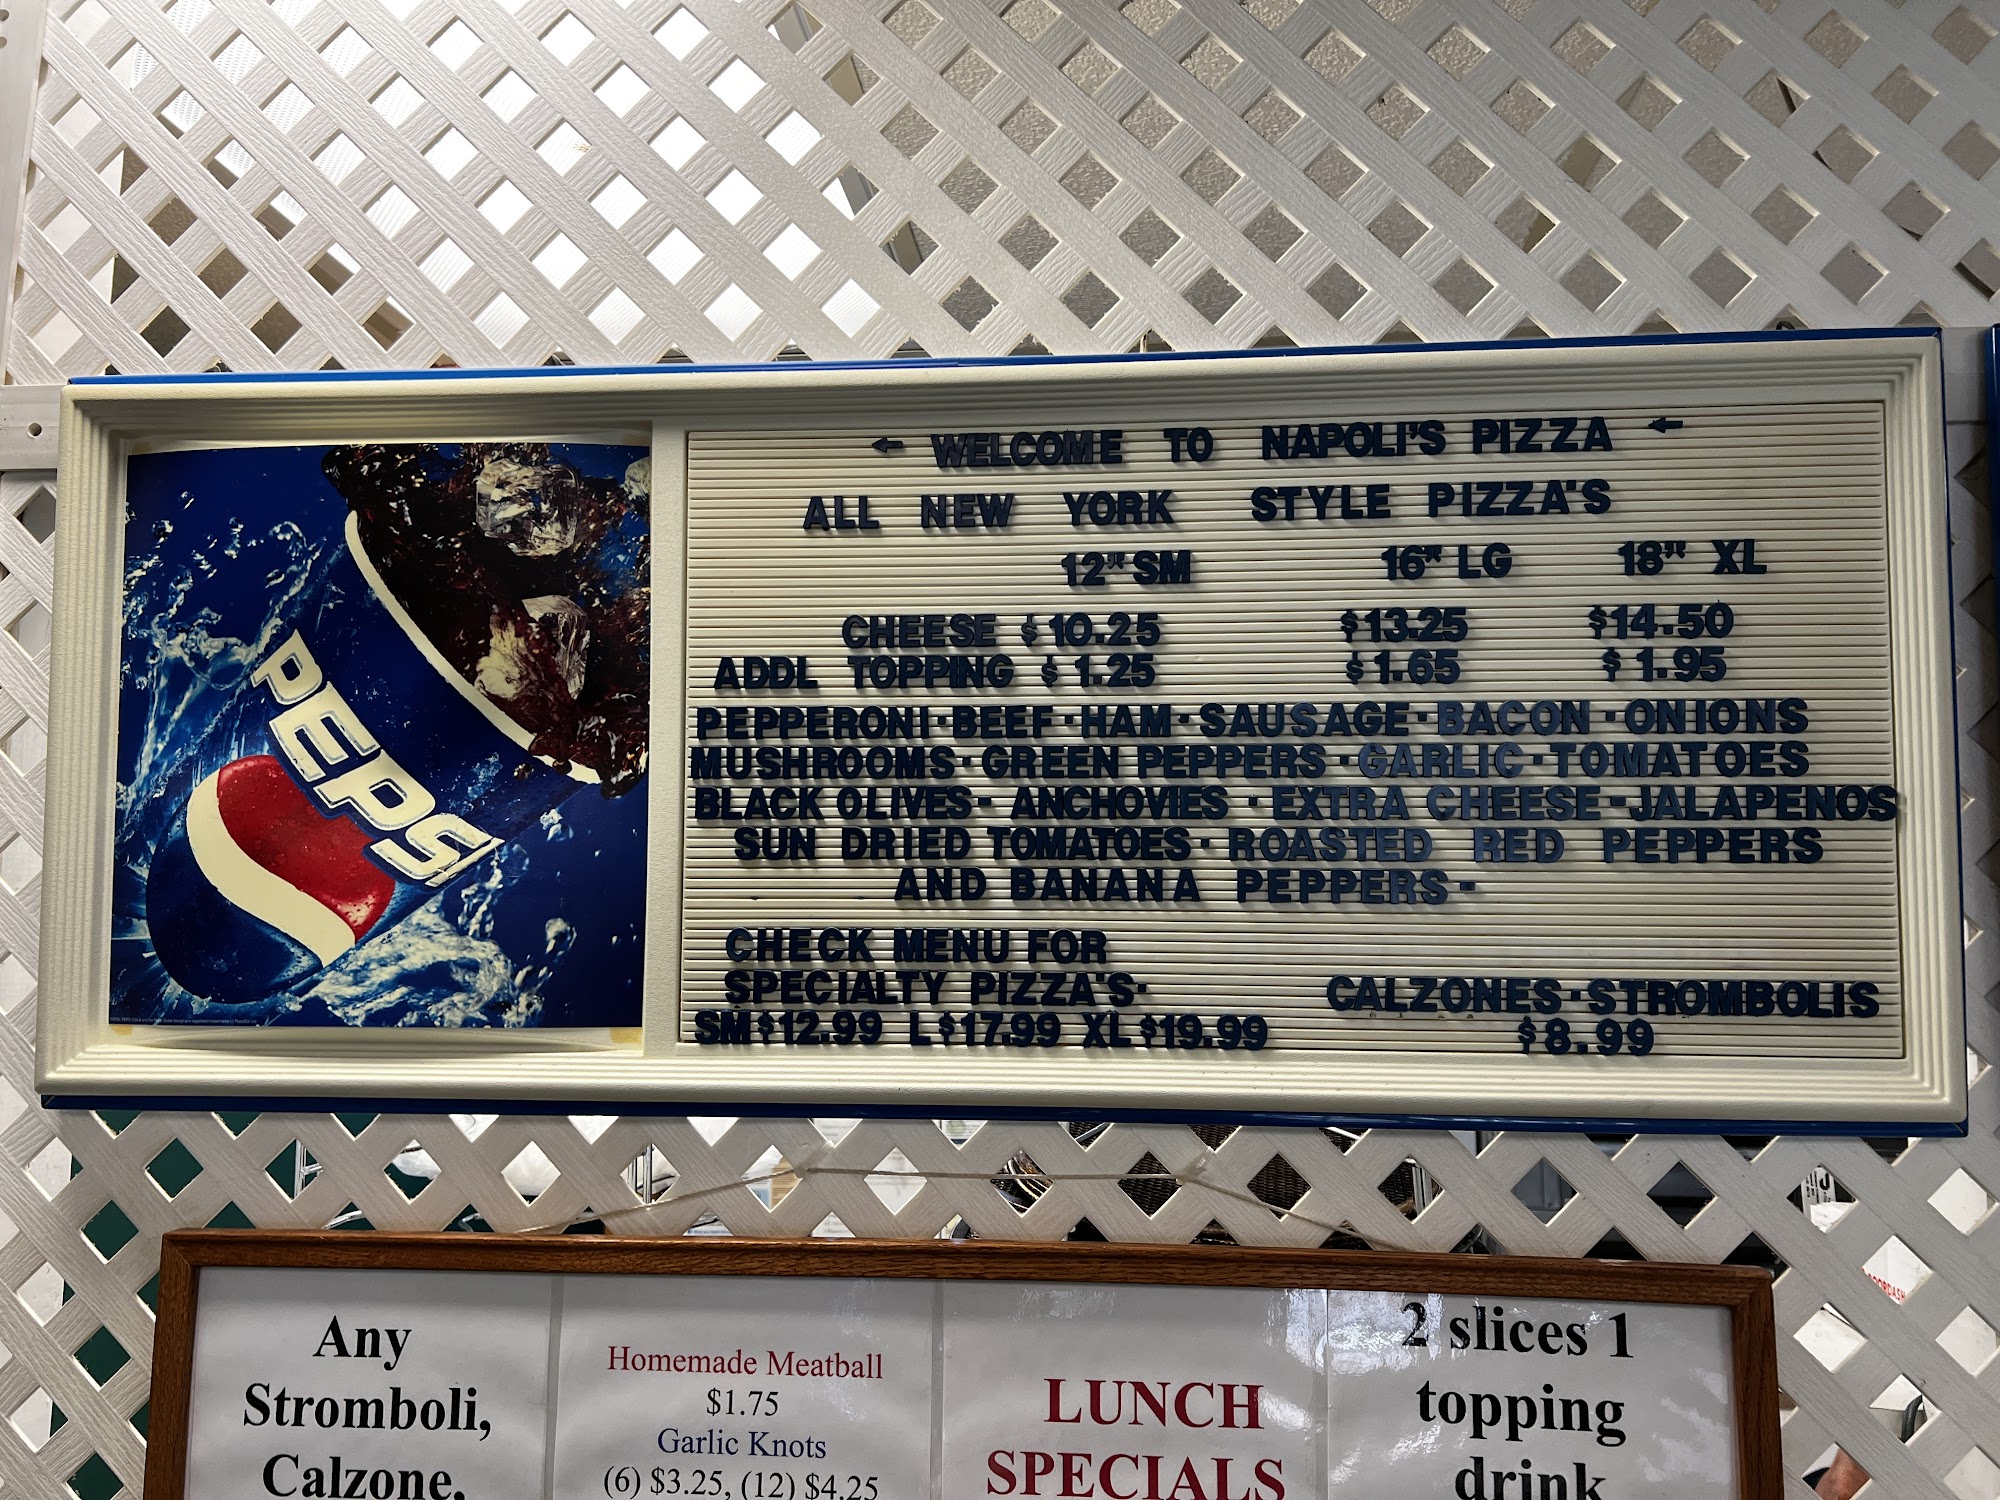 ← WELCOME TO NAPOLI'S PIZZA ←
ALL NEW YORK STYLE PIZZA'S
12" SM 16" LG 18" XL
CHEESE $10.25 $13.25 $14.50
ADDL TOPPING $1.25 $1.65 $1.95
PEPPERONI·BEEF·HAM·SAUSAGE·BACON·ONIONS
MUSHROOMS·GREEN PEPPERS·GARLIC·TOMATOES
BLACK OLIVES· ANCHOVIES ·EXTRA CHEESE·JALAPENOS
SUN DRIED TOMATOES· ROASTED RED PEPPERS
AND BANANA PEPPERS·
CHECK MENU FOR
SPECIALTY PIZZA'S·
SM $12.99 L $17.99 XL $19.99
CALZONES·STROMBOLIS
$8.99
PEPSI
Any
Stromboli,
Calzone,
Homemade Meatball
$1.75
Garlic Knots
(6) $3.25, (12) $4.25
LUNCH
SPECIALS
2 slices 1
topping
drink